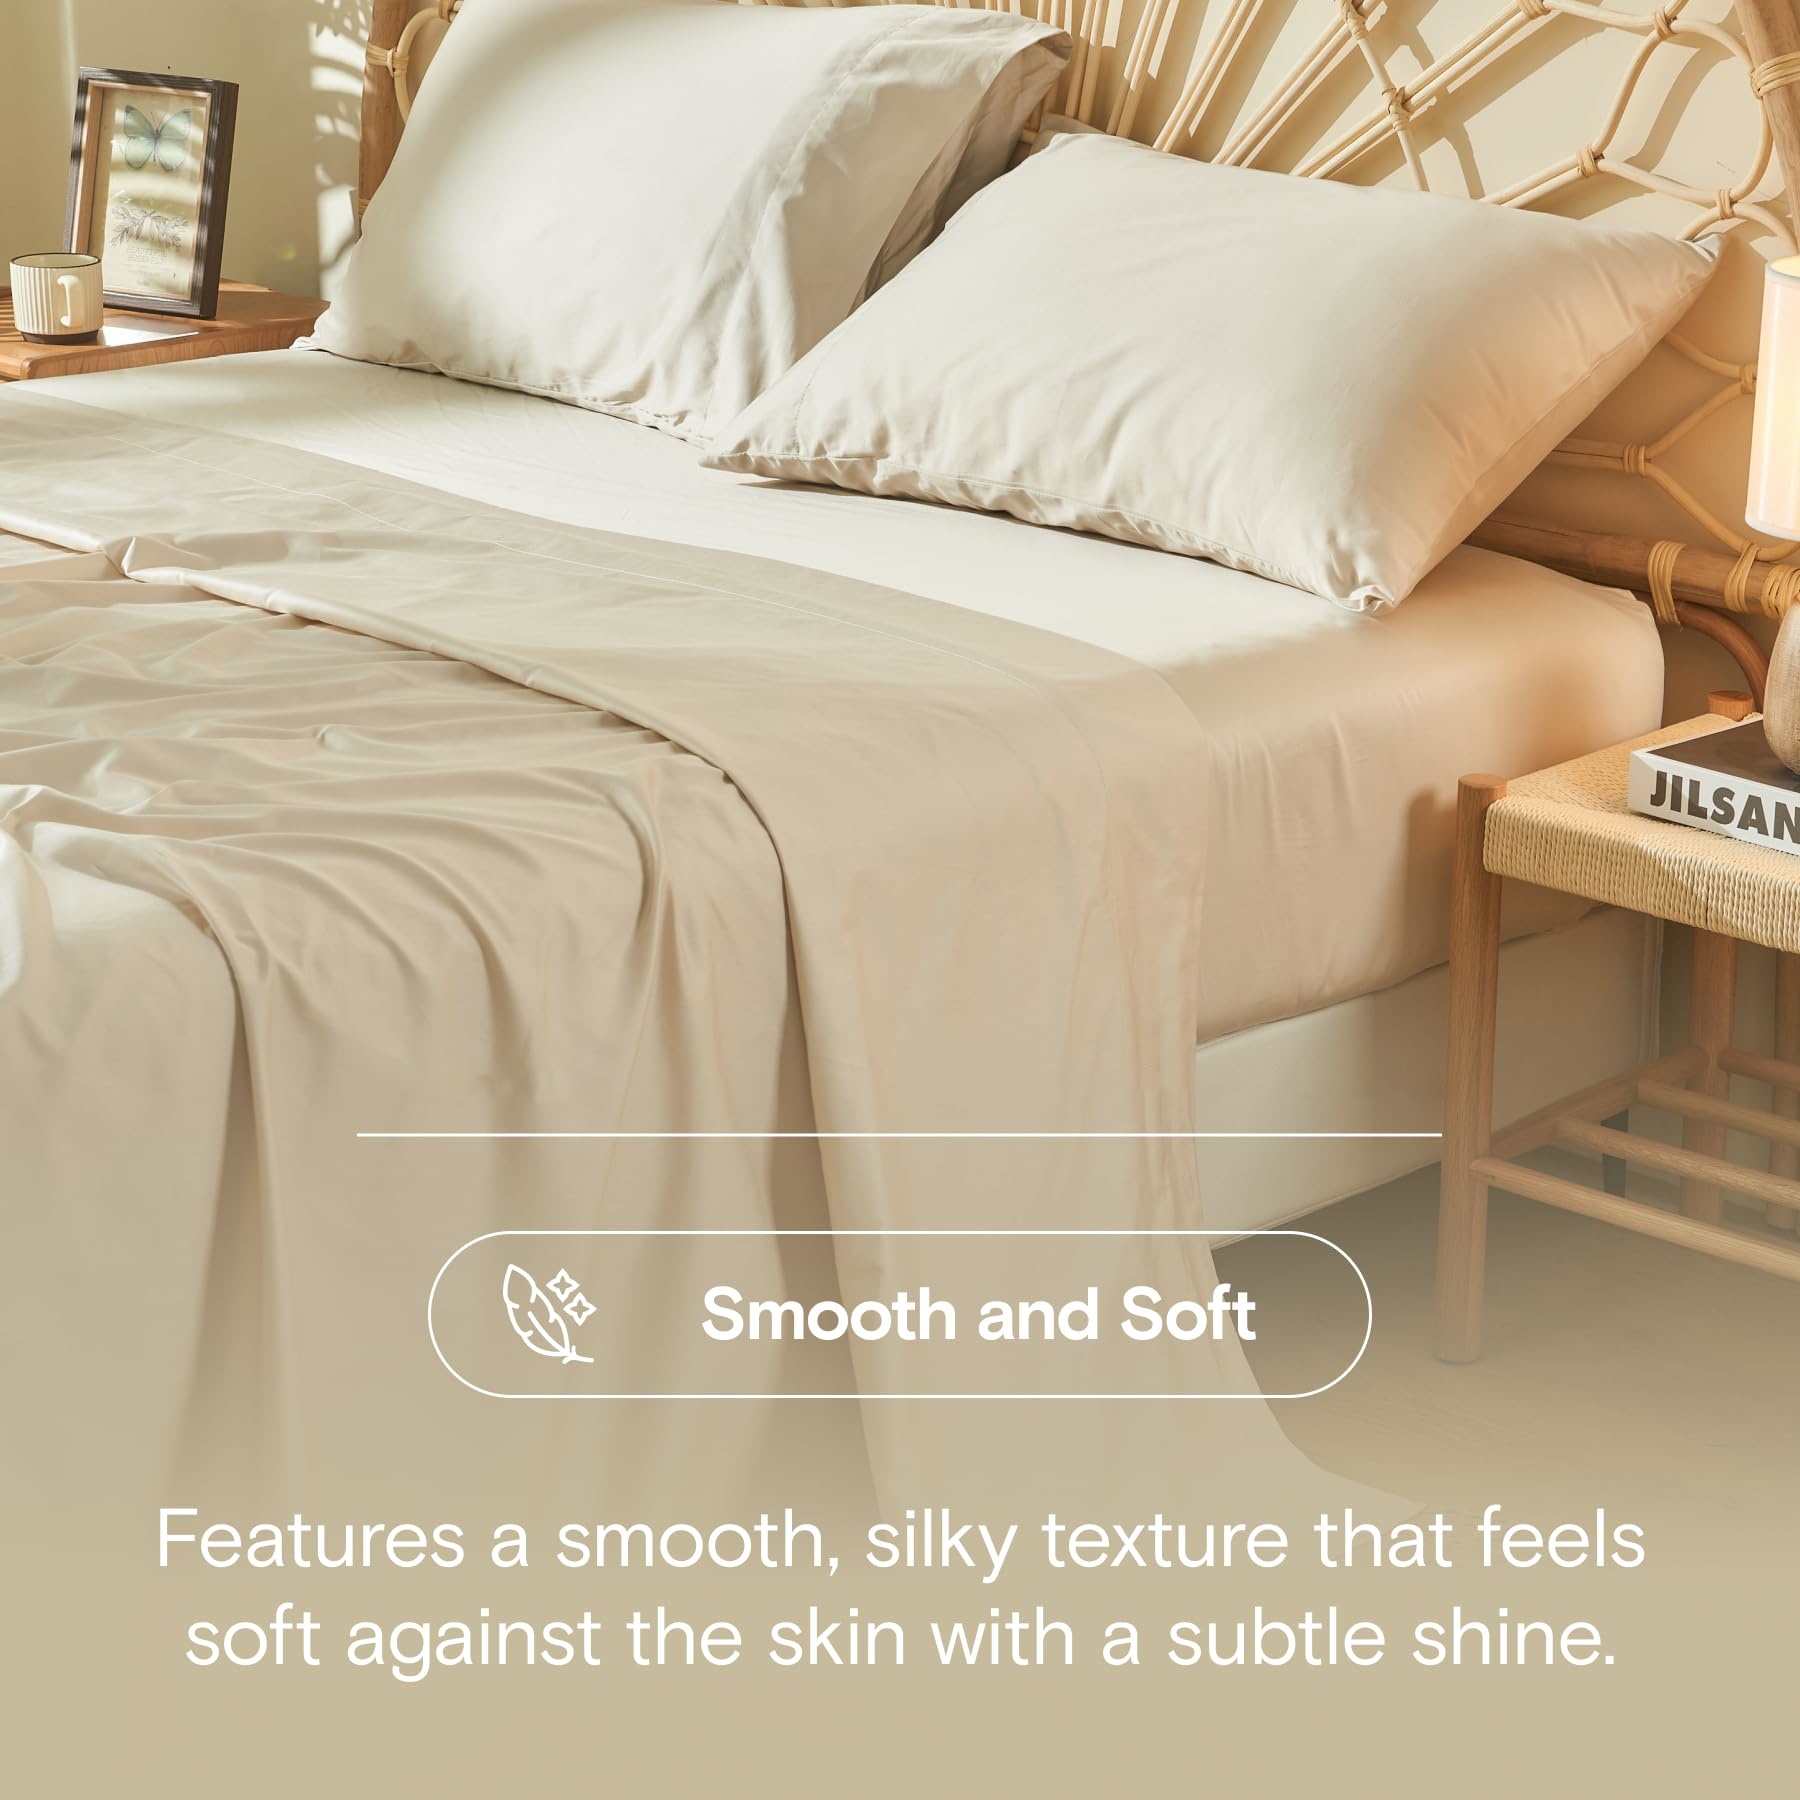 JILSAN
Smooth and Soft
Features a smooth, silky texture that feels
soft against the skin with a subtle shine.